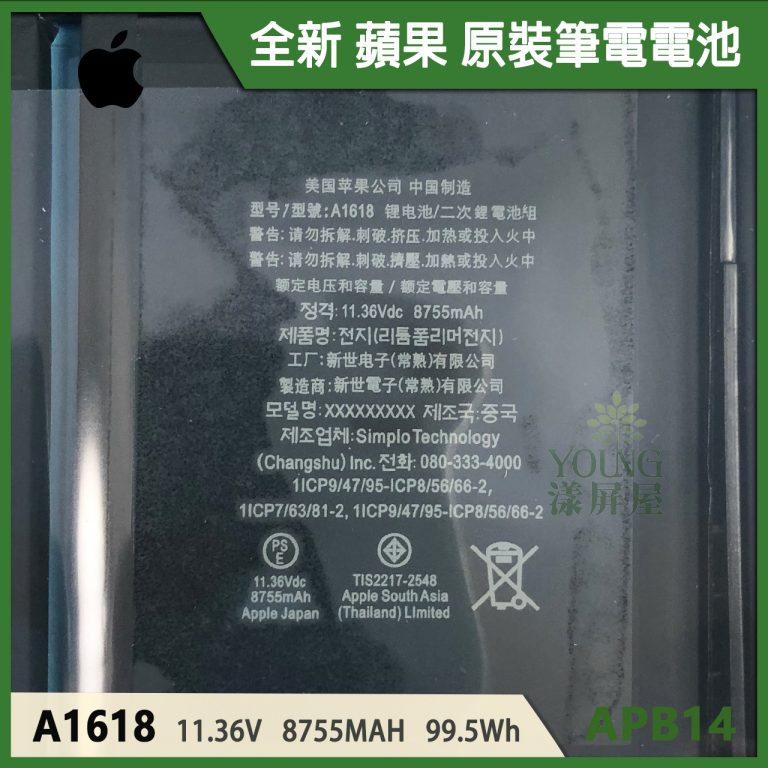 全新 蘋果 原裝筆電電池
美国苹果公司 中国制造
型号/型號:A1618 锂电池/二次鋰電池組
警告:请勿拆解.刺破.挤压.加热或投入火中
警告:请勿拆解.刺破.擠壓.加熱或投入火中
额定电压和容量 / 额定電壓和容量
정격: 11.36Vdc 8755mAh
제품명:전지(리튬폴리머전지)
工厂:新世电子(常熟)有限公司
製造商:新世電子(常熟)有限公司
모델명: XXXXXXXXX 제조국:중국
제조업체:Simplo Technology
(Changshu) Inc. 전화: 080-333-4000
1ICP9/47/95-ICP8/56/66-2,
1ICP7/63/81-2, 1ICP9/47/95-ICP8/56/66-2
PS
E
11.36Vdc
8755mAh
Apple Japan
TIS2217-2548
Apple South Asia
(Thailand) LImited
YOUNG
漾屏屋
A1618 11.36V 8755MAH 99.5Wh APB14